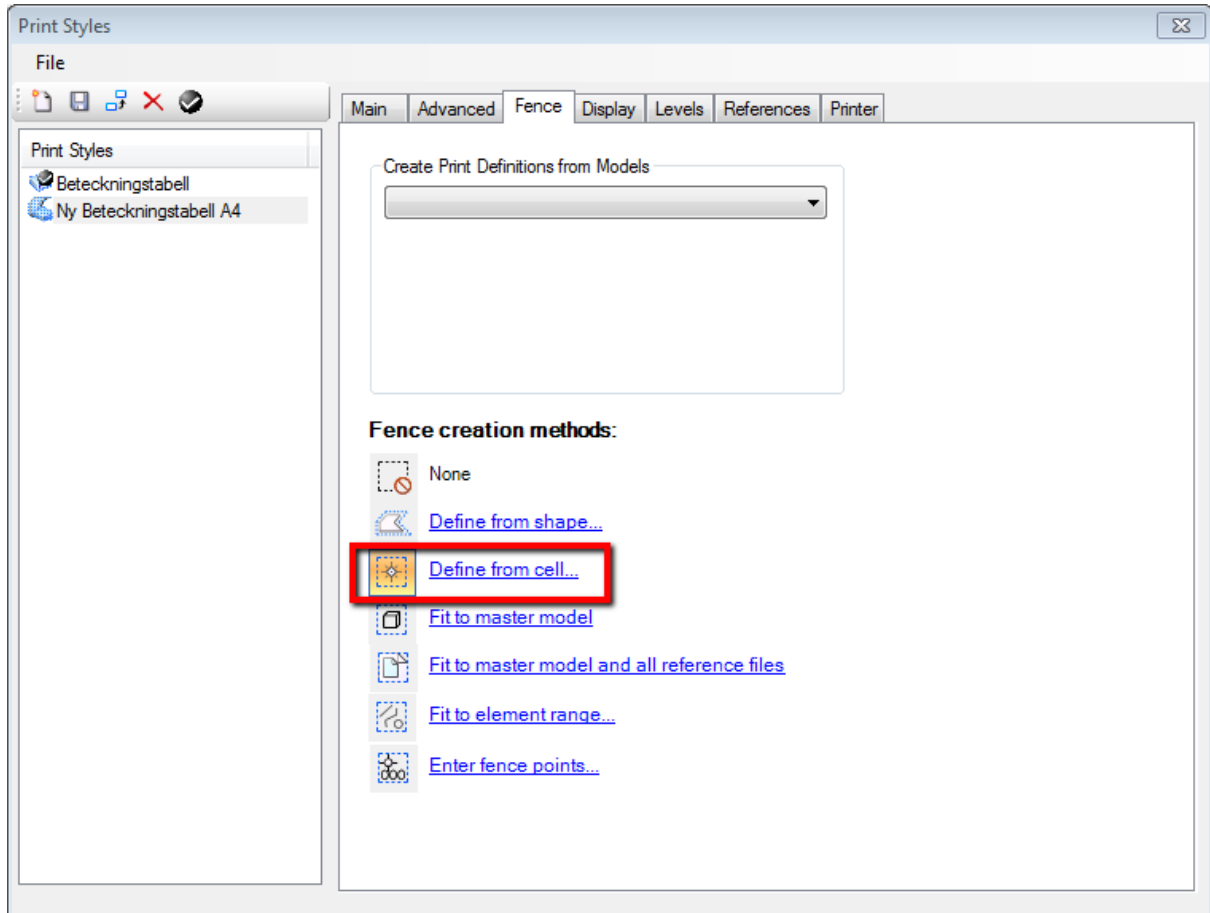 Print Styles
File
Main Advanced Fence Display Levels References Printer
Print Styles
Beteckningstabell
Ny Beteckningstabell A4
Create Print Definitions from Models
Fence creation methods:
None
Define from shape...
Define from cell...
Fit to master model
Fit to master model and all reference files
Fit to element range...
Enter fence points...